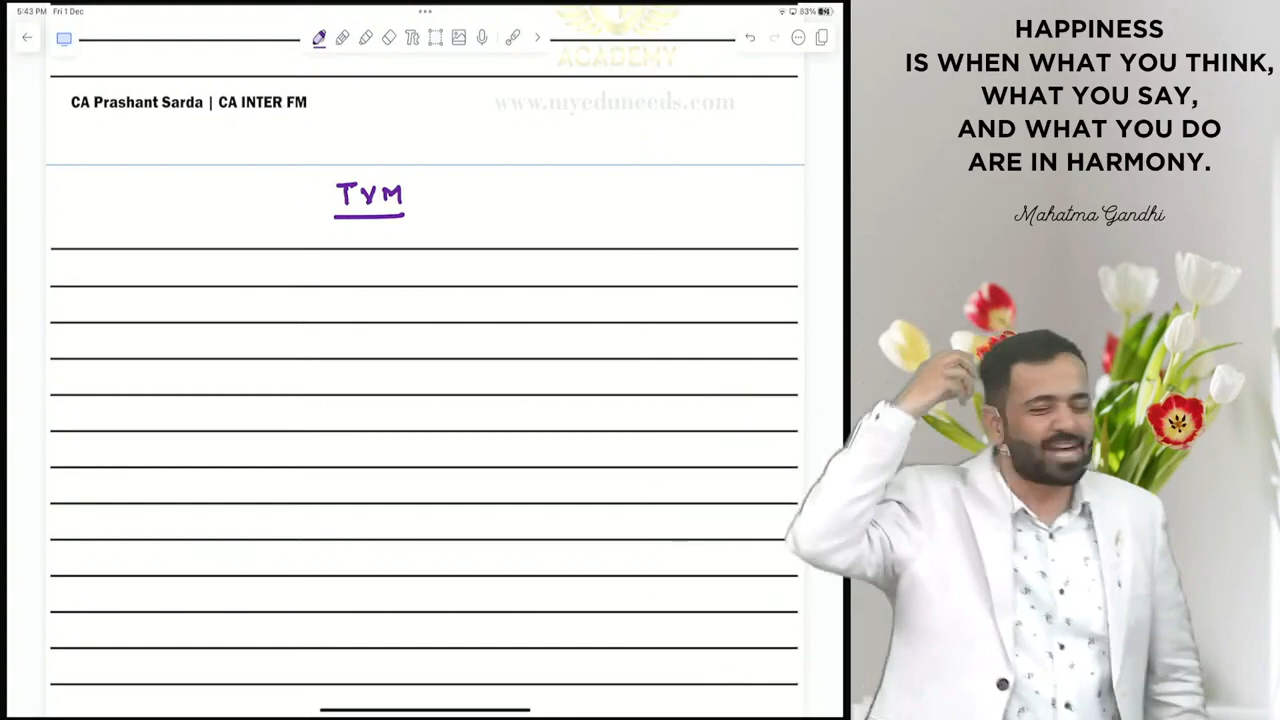 5:43 PM Fri 1 Dec
83%
ACADEMY
CA Prashant Sarda | CA INTER FM
www.myeduneeds.com
TVM
HAPPINESS
IS WHEN WHAT YOU THINK,
WHAT YOU SAY,
AND WHAT YOU DO
ARE IN HARMONY.
Mahatma Gandhi